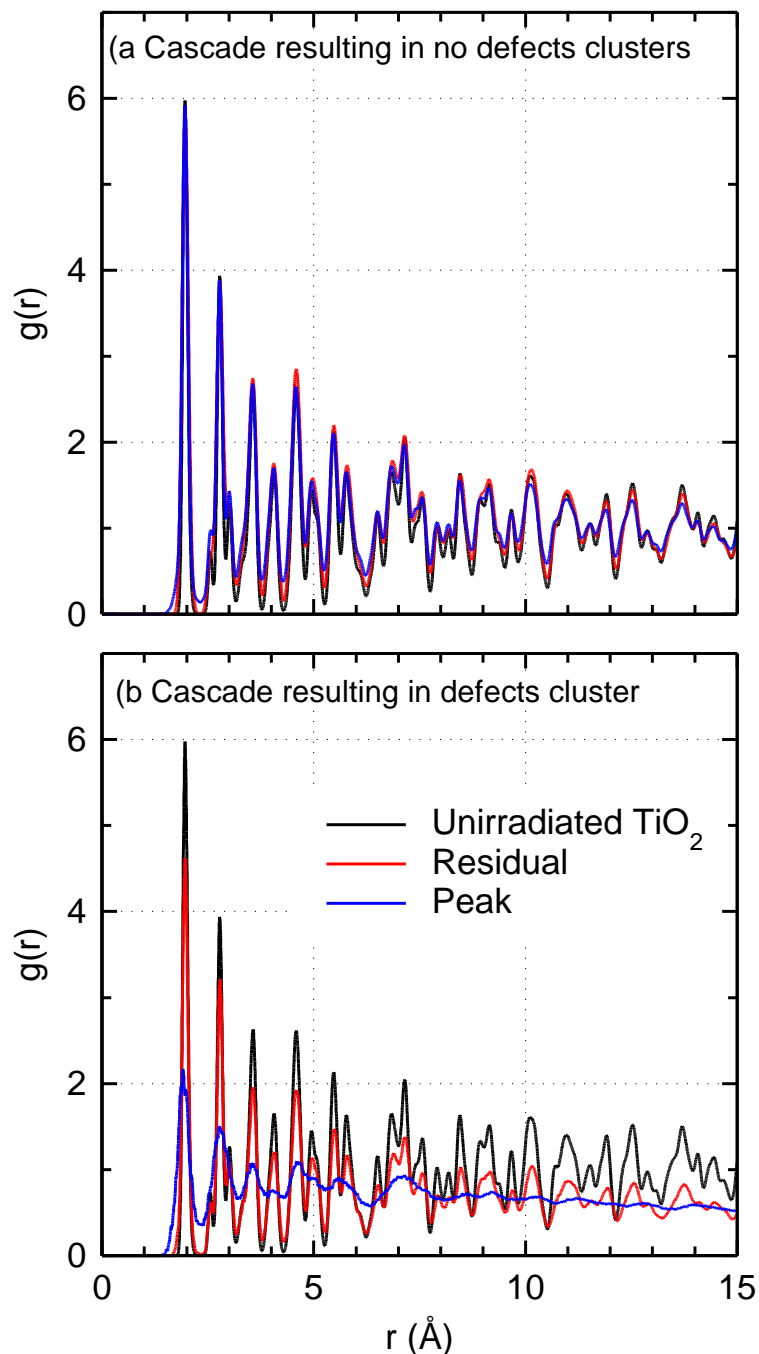 (a Cascade resulting in no defects clusters
6
4
2
0
g(r)
(b Cascade resulting in defects cluster
6
4
2
0
g(r)
Unirradiated TiO₂
Residual
Peak
0 5 10 15
r (Å)